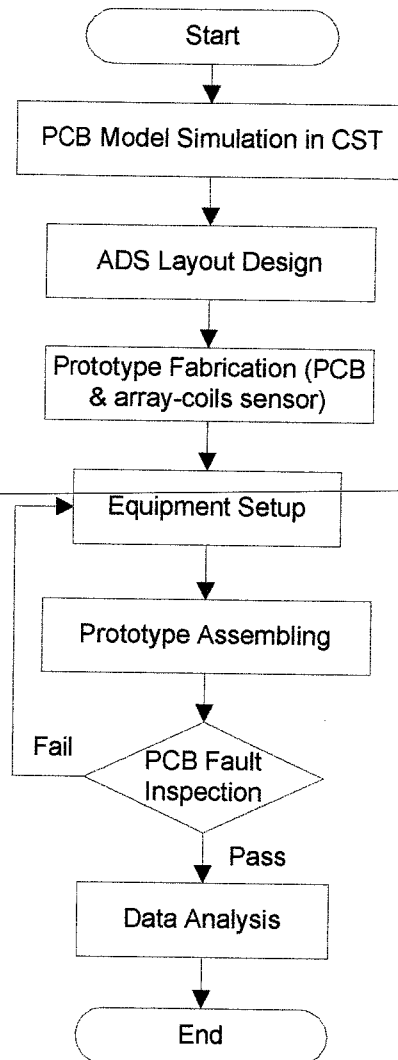 Start
PCB Model Simulation in CST
ADS Layout Design
Prototype Fabrication (PCB
& array-coils sensor)
Equipment Setup
Prototype Assembling
Fail
PCB Fault
Inspection
Pass
Data Analysis
End